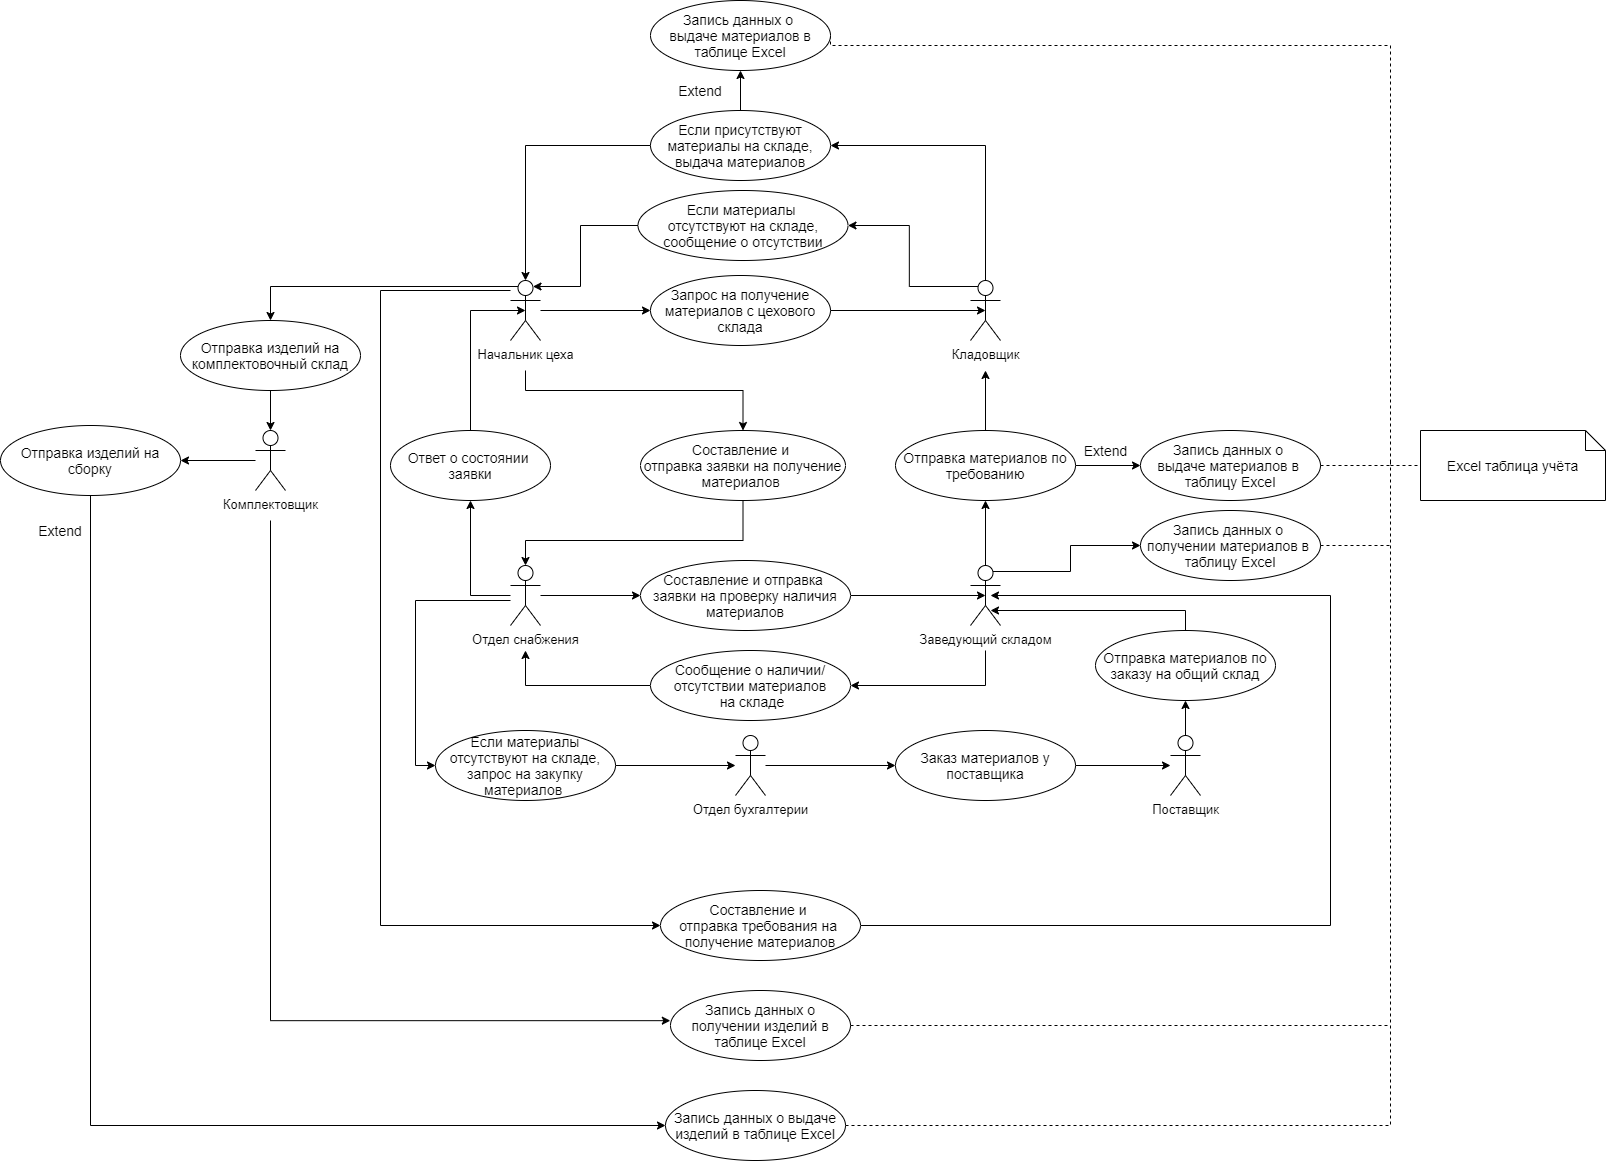 Запись данных о
выдаче материалов в
таблице Excel
Extend
Если присутствуют
материалы на складе,
выдача материалов
Если материалы
отсутствуют на складе,
сообщение о отсутствии
Запрос на получение
материалов с цехового
склада
Начальник цеха
Кладовщик
Отправка изделий на
комплектовочный склад
Отправка изделий на
сборку
Комплектовщик
Extend
Ответ о состоянии
заявки
Составление и
отправка заявки на получение
материалов
Отправка материалов по
требованию
Extend
Запись данных о
выдаче материалов в
таблицу Excel
Excel таблица учёта
Запись данных о
получении материалов в
таблицу Excel
Составление и отправка
заявки на проверку наличия
материалов
Отдел снабжения
Заведующий складом
Сообщение о наличии/
отсутствии материалов
на складе
Отправка материалов по
заказу на общий склад
Если материалы
отсутствуют на складе,
запрос на закупку
материалов
Отдел бухгалтерии
Заказ материалов у
поставщика
Поставщик
Составление и
отправка требования на
получение материалов
Запись данных о
получении изделий в
таблице Excel
Запись данных о выдаче
изделий в таблице Excel